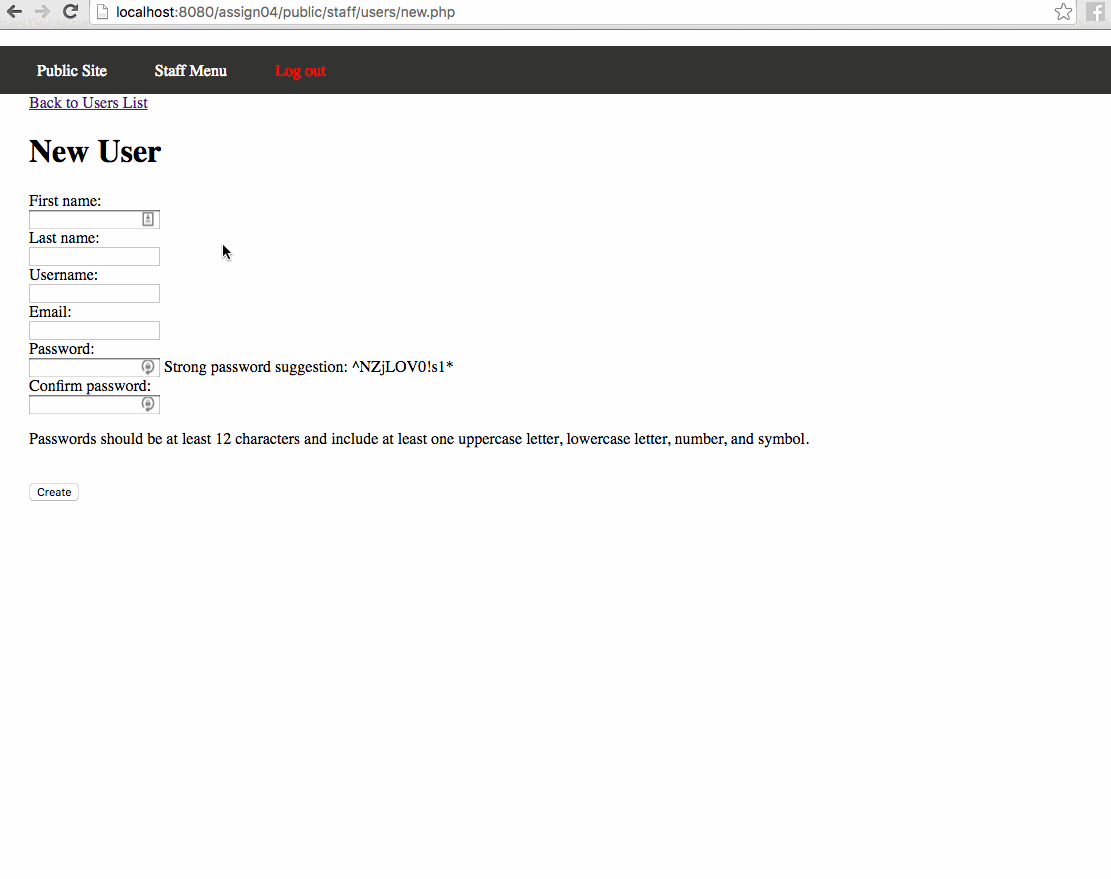 localhost:8080/assign04/public/staff/users/new.php
Public Site Staff Menu Log out
Back to Users List
New User
First name:
Last name:
Username:
Email:
Password:
Strong password suggestion: ^NZjLOV0!s1*
Confirm password:
Passwords should be at least 12 characters and include at least one uppercase letter, lowercase letter, number, and symbol.
Create